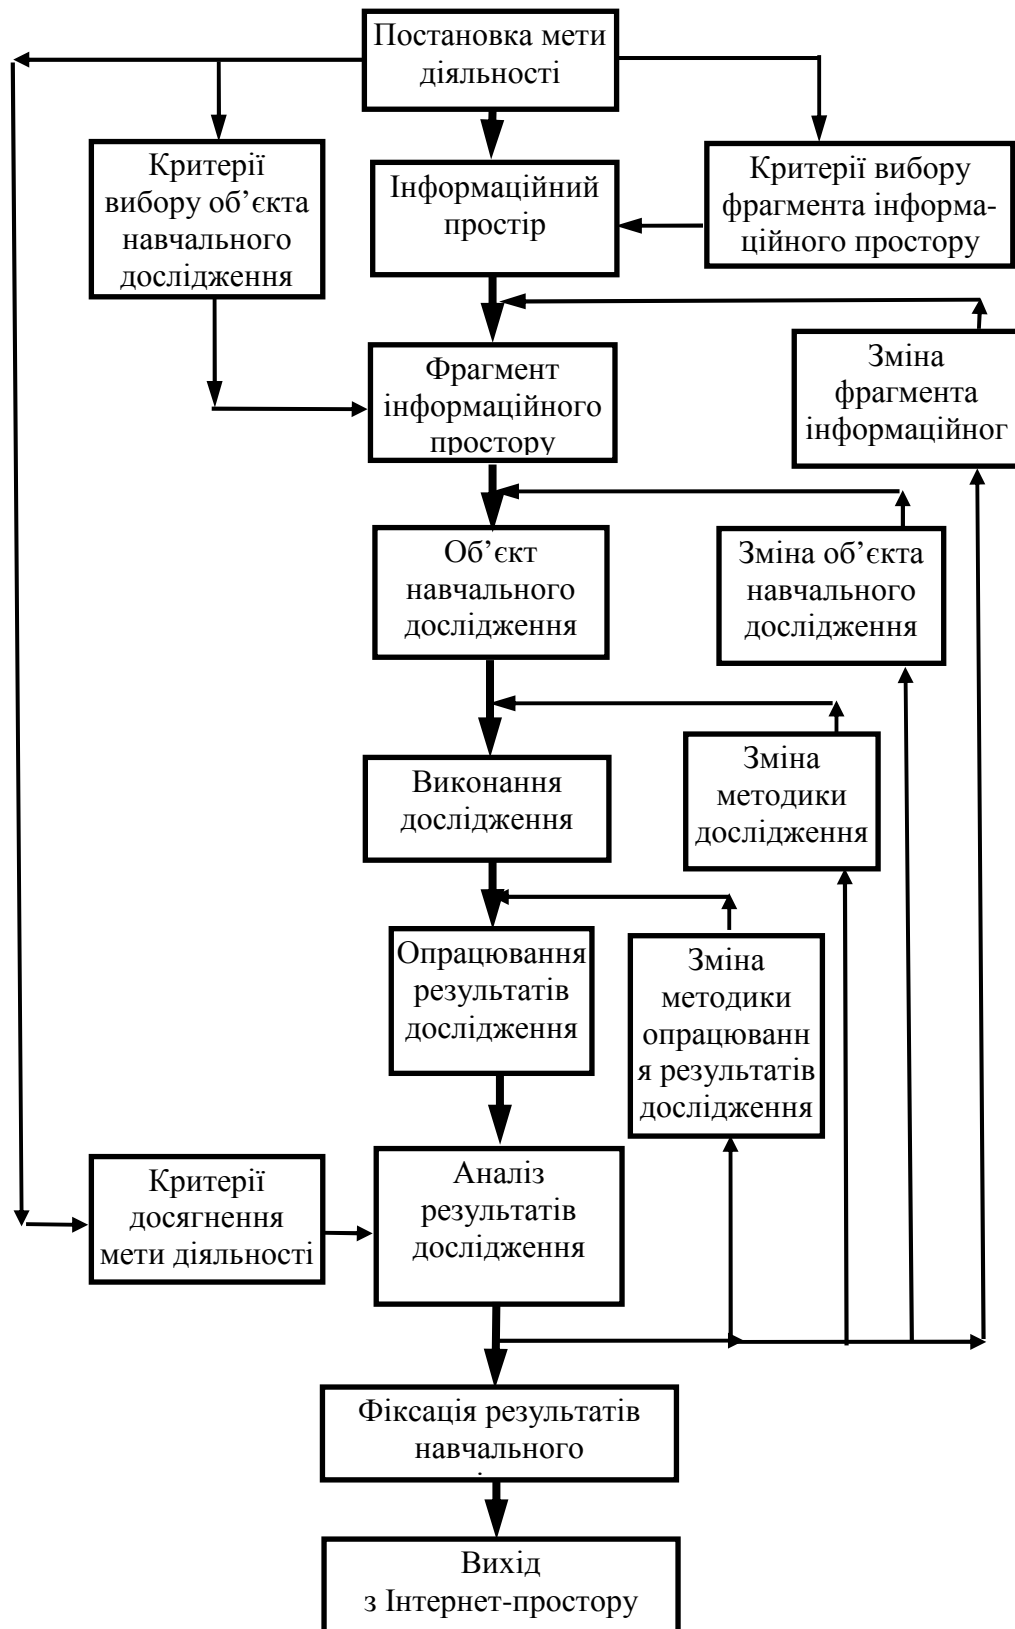 Постановка мети
діяльності
Критерії
вибору об’єкта
навчального
дослідження
Інформаційний
простір
Критерії вибору
фрагмента інформа-
ційного простору
Фрагмент
інформаційного
простору
Зміна
фрагмента
інформаційног
Об’єкт
навчального
дослідження
Зміна об’єкта
навчального
дослідження
Виконання
дослідження
Зміна
методики
дослідження
Опрацювання
результатів
дослідження
Зміна
методики
опрацюванн
я результатів
дослідження
Критерії
досягнення
мети діяльності
Аналіз
результатів
дослідження
Фіксація результатів
навчального
Вихід
з Інтернет-простору